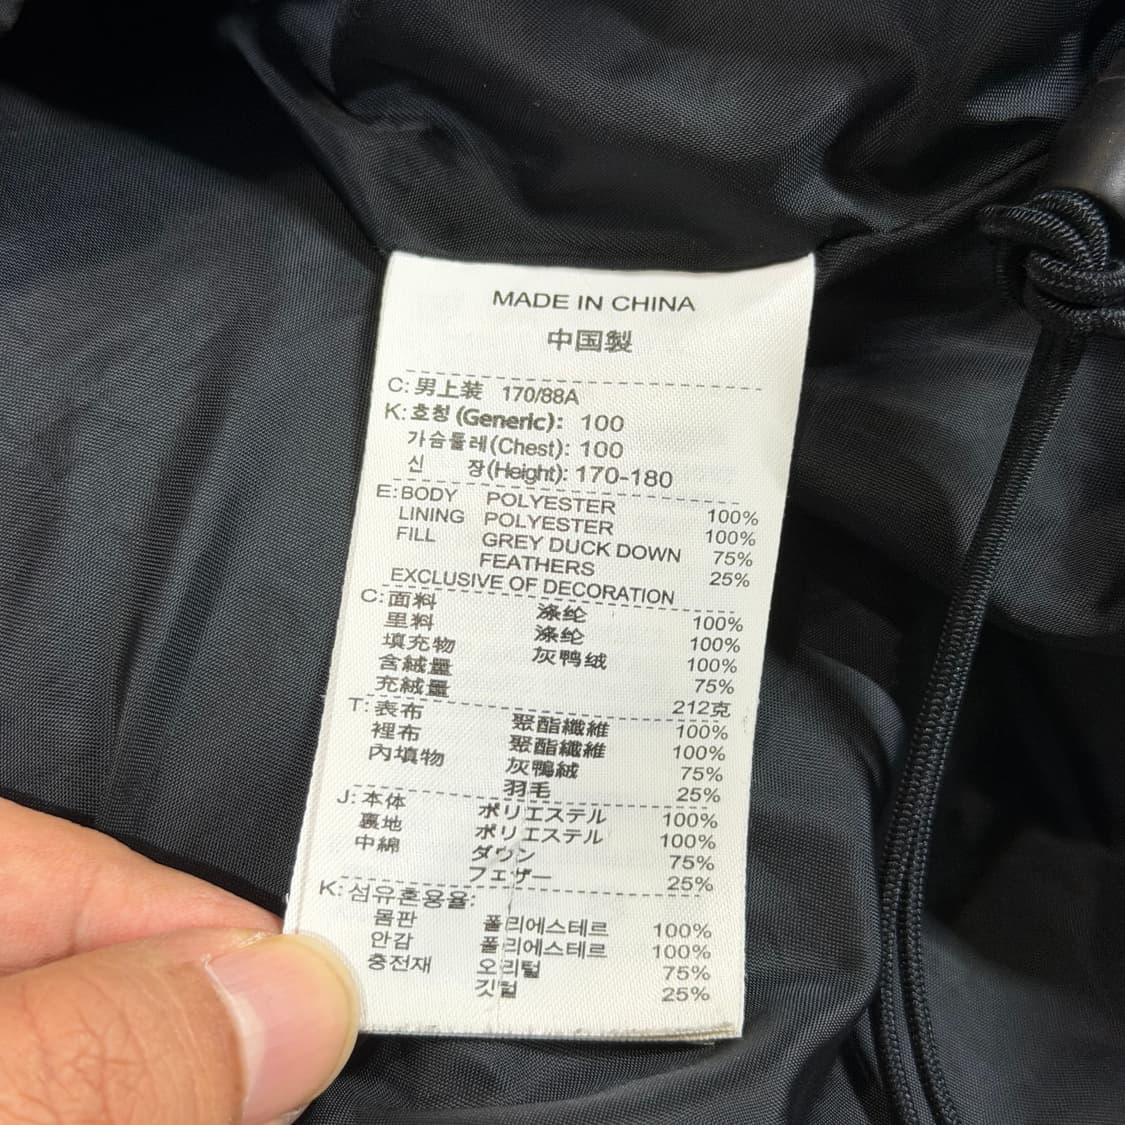 MADE IN CHINA
中国製
C: 男上装 170/88A
K: 호칭 (Generic): 100
가슴둘레(Chest): 100
신 장(Height): 170-180
E: BODY POLYESTER 100%
LINING POLYESTER 100%
FILL GREY DUCK DOWN 75%
FEATHERS 25%
EXCLUSIVE OF DECORATION
C: 面料 涤纶 100%
里料 涤纶 100%
填充物 灰鸭绒 100%
含絨量 75%
充絨量 212克
T: 表布 聚酯纖維 100%
裡布 聚酯纖維 100%
內填物 灰鴨絨 75%
羽毛 25%
J: 本体 ポリエステル 100%
裏地 ポリエステル 100%
中綿 ダウン 75%
フェザー 25%
K: 섬유혼용율:
몸판 폴리에스테르 100%
안감 폴리에스테르 100%
충전재 오리털 75%
깃털 25%